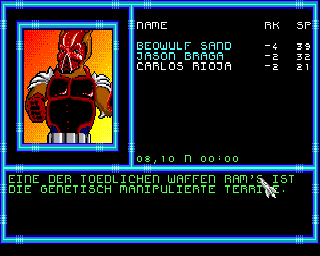 NAME RK SP
BEOWULF SAND -4 39
JASON BRAGA -2 32
CARLOS RIOJA -2 21
08,10 N 00:00
EINE DER TOEDLICHEN WAFFEN RAM'S IST
DIE GENETISCH MANIPULIERTE TERRINE.